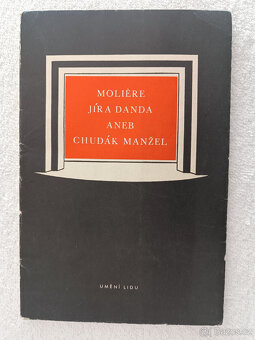 MOLIÈRE
JÍRA DANDA
ANEB
CHUDÁK MANŽEL
UMĚNÍ LIDU